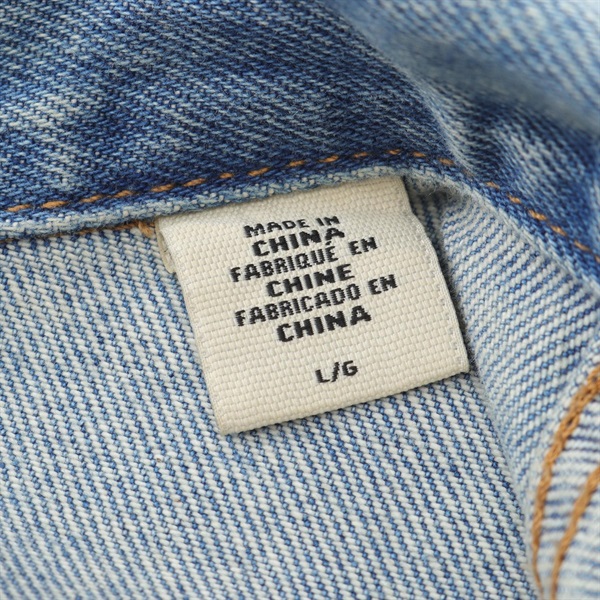 MADE IN
CHINA
FABRIQUÉ EN
CHINE
FABRICADO EN
CHINA
L/G